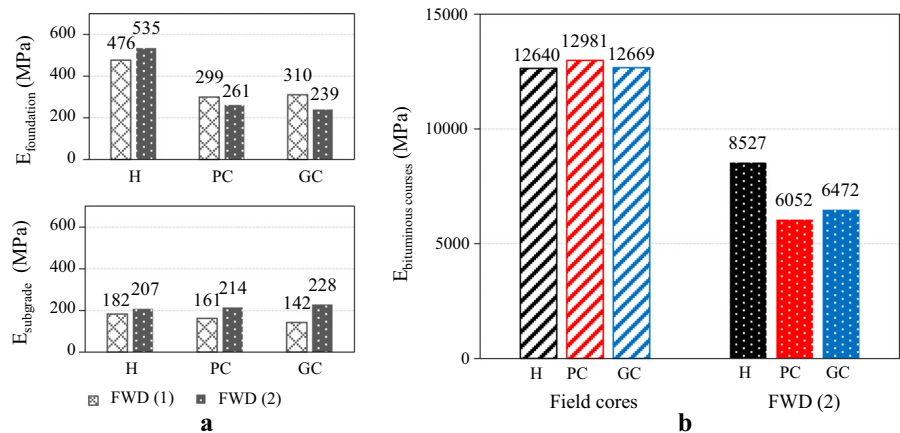 E_foundation (MPa)
600
400
200
0
476
535
299
261
310
239
H PC GC
E_subgrade (MPa)
600
400
200
0
182
207
161
214
142
228
H PC GC
FWD (1) FWD (2)
a
E_bituminous courses (MPa)
15000
10000
5000
0
12640 12981 12669
8527
6052
6472
H PC GC
H PC GC
Field cores
FWD (2)
b